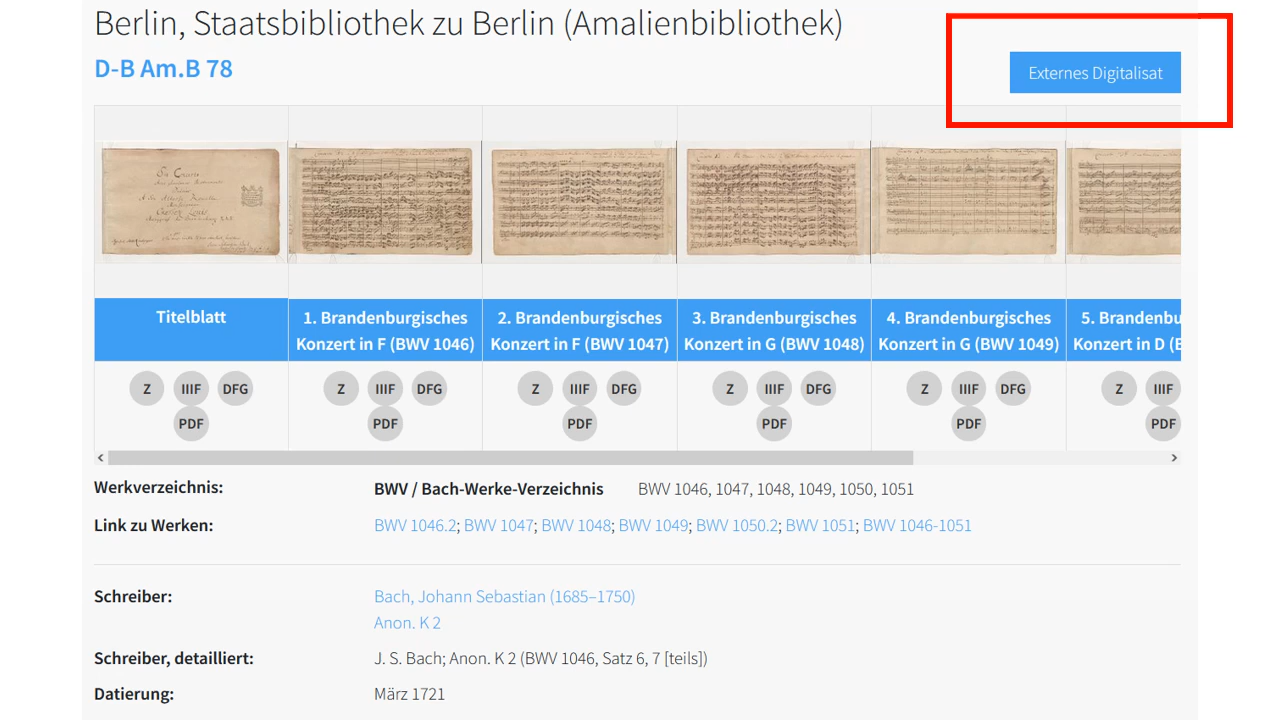 Berlin, Staatsbibliothek zu Berlin (Amalienbibliothek)
D-B Am.B 78
Externes Digitalisat
Titelblatt
1. Brandenburgisches
Konzert in F (BWV 1046)
2. Brandenburgisches
Konzert in F (BWV 1047)
3. Brandenburgisches
Konzert in G (BWV 1048)
4. Brandenburgisches
Konzert in G (BWV 1049)
5. Brandenbu
Konzert in D (B
Z IIIF DFG
PDF
Z IIIF DFG
PDF
Z IIIF DFG
PDF
Z IIIF DFG
PDF
Z IIIF DFG
PDF
Z IIIF
PDF
Werkverzeichnis: BWV / Bach-Werke-Verzeichnis BWV 1046, 1047, 1048, 1049, 1050, 1051
Link zu Werken: BWV 1046.2; BWV 1047; BWV 1048; BWV 1049; BWV 1050.2; BWV 1051; BWV 1046-1051
Schreiber: Bach, Johann Sebastian (1685–1750)
Anon. K 2
Schreiber, detailliert: J. S. Bach; Anon. K 2 (BWV 1046, Satz 6, 7 [teils])
Datierung: März 1721